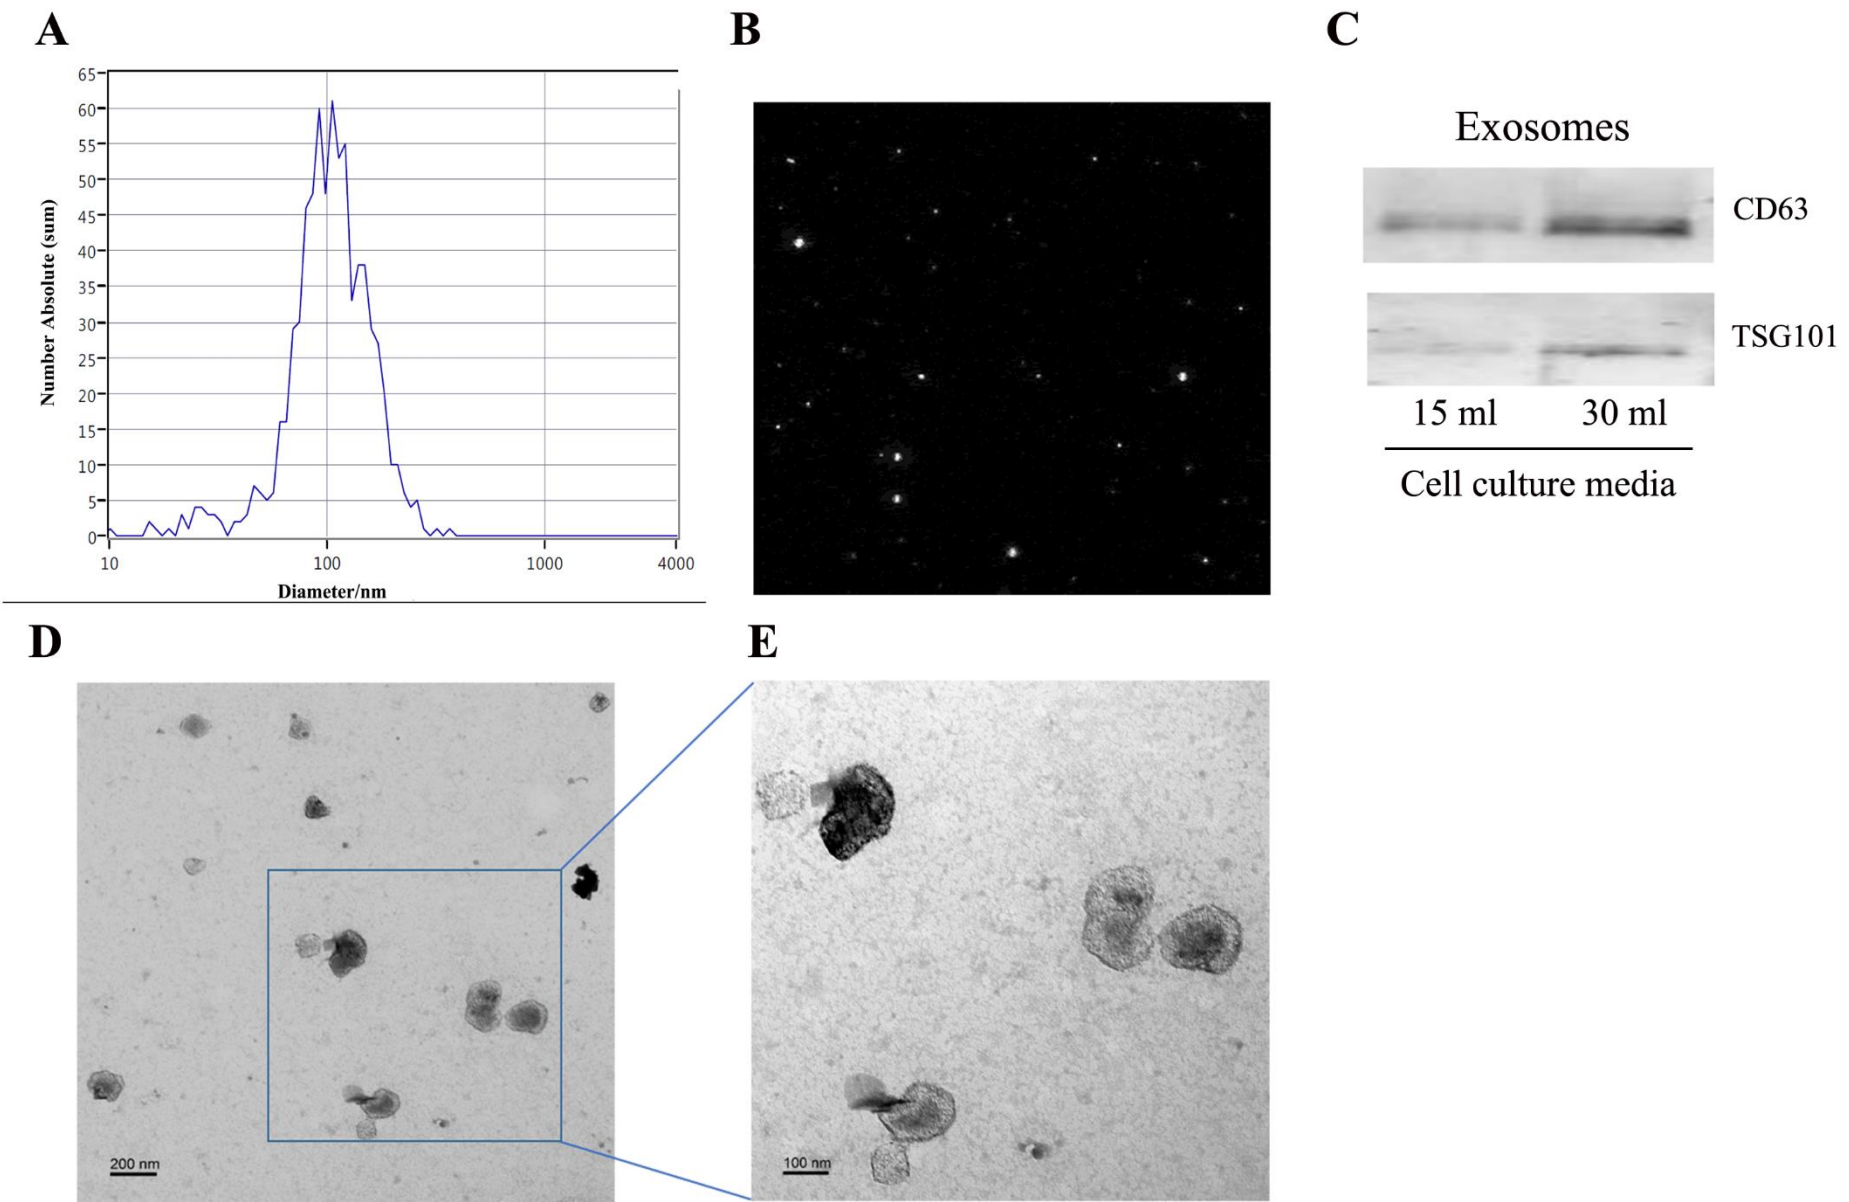 A
B
C
65
60
55
50
45
40
35
30
25
20
15
10
5
0
Number Absolute (sum)
10
100
1000
4000
Diameter/nm
Exosomes
CD63
TSG101
15 ml
30 ml
Cell culture media
D
E
200 nm
100 nm